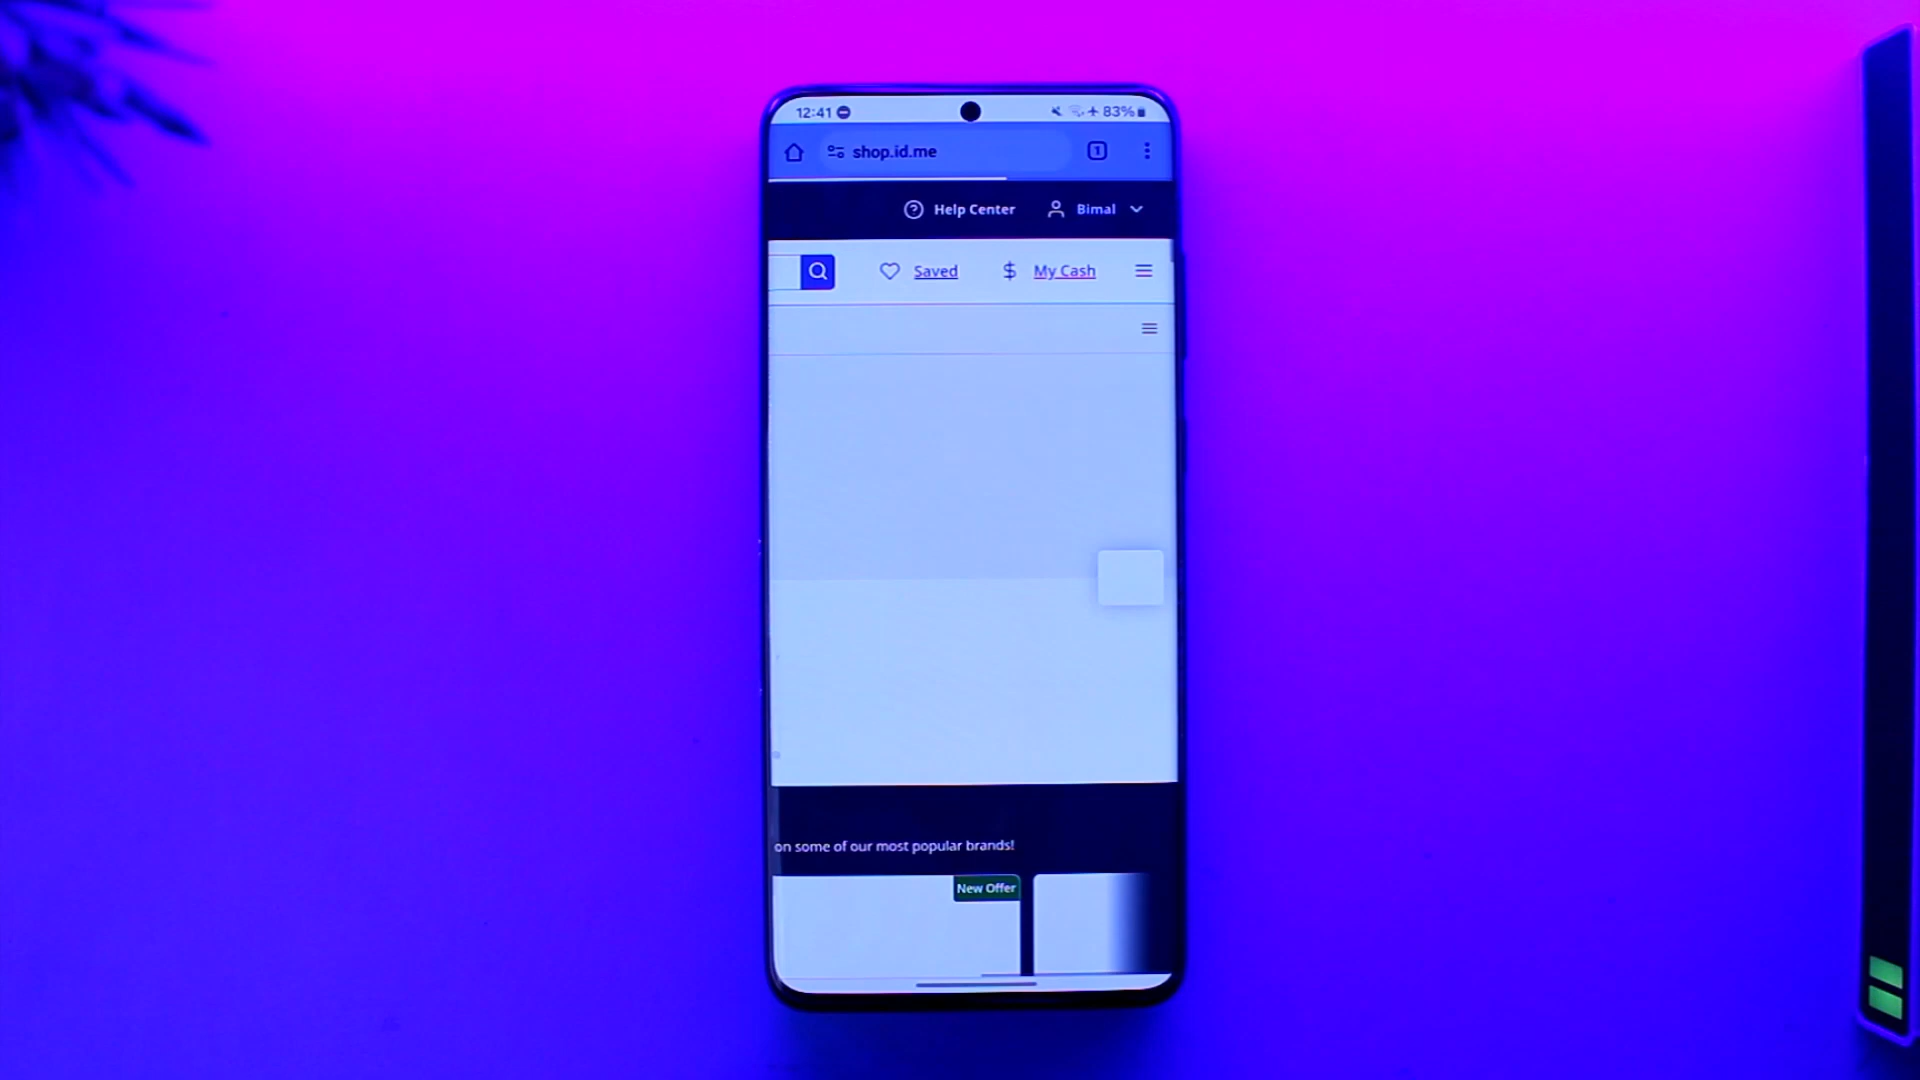 12:41 83%
shop.id.me 1
Help Center Bimal
Saved $ My Cash
on some of our most popular brands!
New Offer